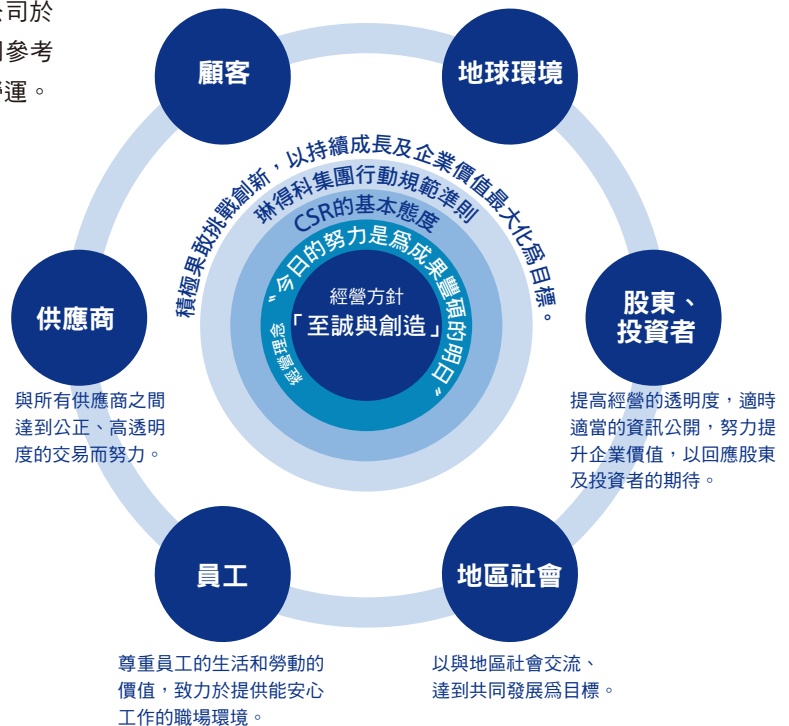 公司於
參考
營運。
顧客
地球環境
積極果敢挑戰創新，以持續成長及企業價值最大化爲目標。
琳得科集團行動規範準則
CSR的基本態度
經營理念 〝今日的努力是爲成果豐碩的明日〞
經營方針
「至誠與創造」
供應商
股東、
投資者
與所有供應商之間
達到公正、高透明
度的交易而努力。
提高經營的透明度，適時
適當的資訊公開，努力提
升企業價值，以回應股東
及投資者的期待。
員工
地區社會
尊重員工的生活和勞動的
價值，致力於提供能安心
工作的職場環境。
以與地區社會交流、
達到共同發展爲目標。